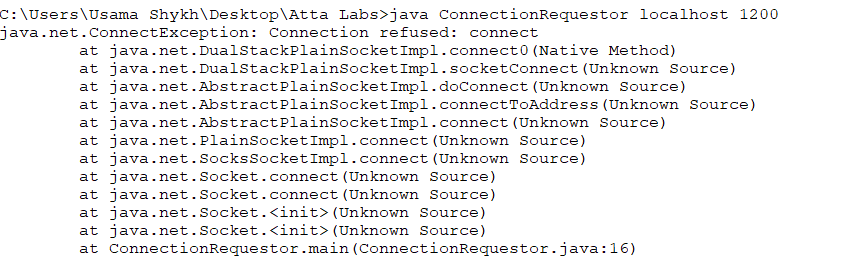 C:\Users\Usama Shykh\Desktop\Atta Labs>java ConnectionRequestor localhost 1200
java.net.ConnectException: Connection refused: connect
        at java.net.DualStackPlainSocketImpl.connect0(Native Method)
        at java.net.DualStackPlainSocketImpl.socketConnect(Unknown Source)
        at java.net.AbstractPlainSocketImpl.doConnect(Unknown Source)
        at java.net.AbstractPlainSocketImpl.connectToAddress(Unknown Source)
        at java.net.AbstractPlainSocketImpl.connect(Unknown Source)
        at java.net.PlainSocketImpl.connect(Unknown Source)
        at java.net.SocksSocketImpl.connect(Unknown Source)
        at java.net.Socket.connect(Unknown Source)
        at java.net.Socket.connect(Unknown Source)
        at java.net.Socket.<init>(Unknown Source)
        at java.net.Socket.<init>(Unknown Source)
        at ConnectionRequestor.main(ConnectionRequestor.java:16)